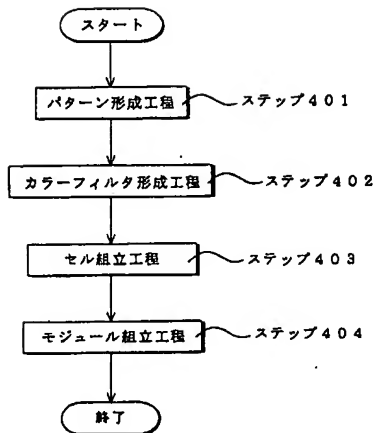 スタート
パターン形成工程
ステップ401
カラーフィルタ形成工程
ステップ402
セル組立工程
ステップ403
モジュール組立工程
ステップ404
終了